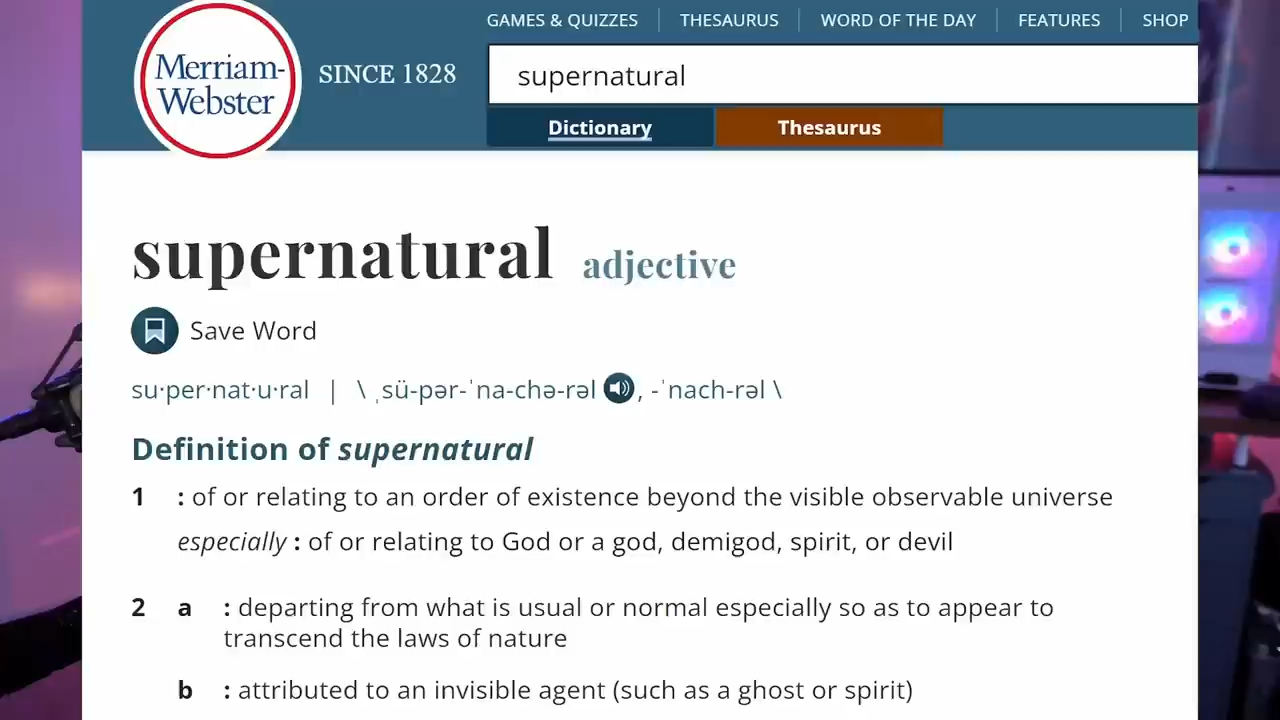 GAMES & QUIZZES | THESAURUS | WORD OF THE DAY | FEATURES | SHOP
Merriam-
Webster
SINCE 1828
supernatural
Dictionary Thesaurus
supernatural adjective
Save Word
su·per·nat·u·ral | \ ˌsü-pər-ˈna-chə-rəl , -ˈnach-rəl \
Definition of supernatural
1 : of or relating to an order of existence beyond the visible observable universe
especially : of or relating to God or a god, demigod, spirit, or devil
2 a : departing from what is usual or normal especially so as to appear to
transcend the laws of nature
b : attributed to an invisible agent (such as a ghost or spirit)